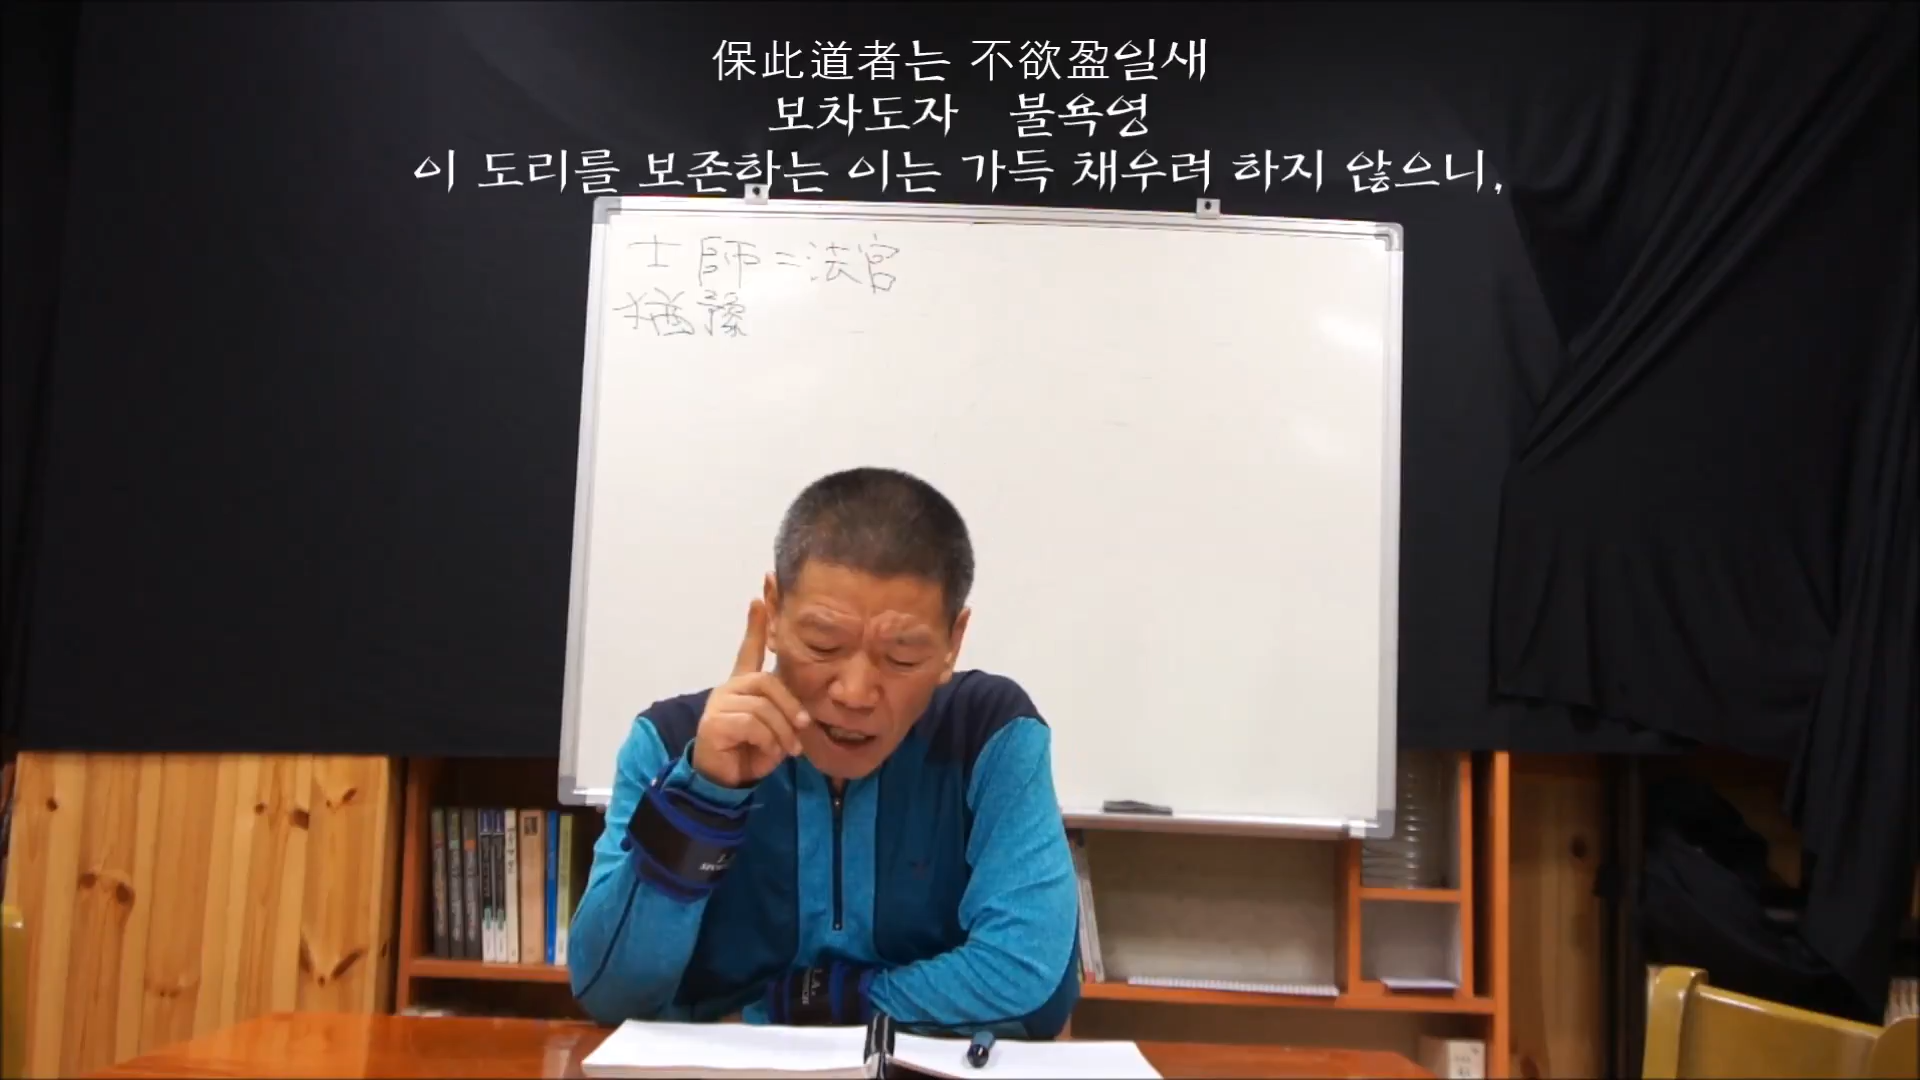 保此道者는 不欲盈일새
보차도자 불욕영
이 도리를 보존하는 이는 가득 채우려 하지 않으니,
士師=法官
猶豫